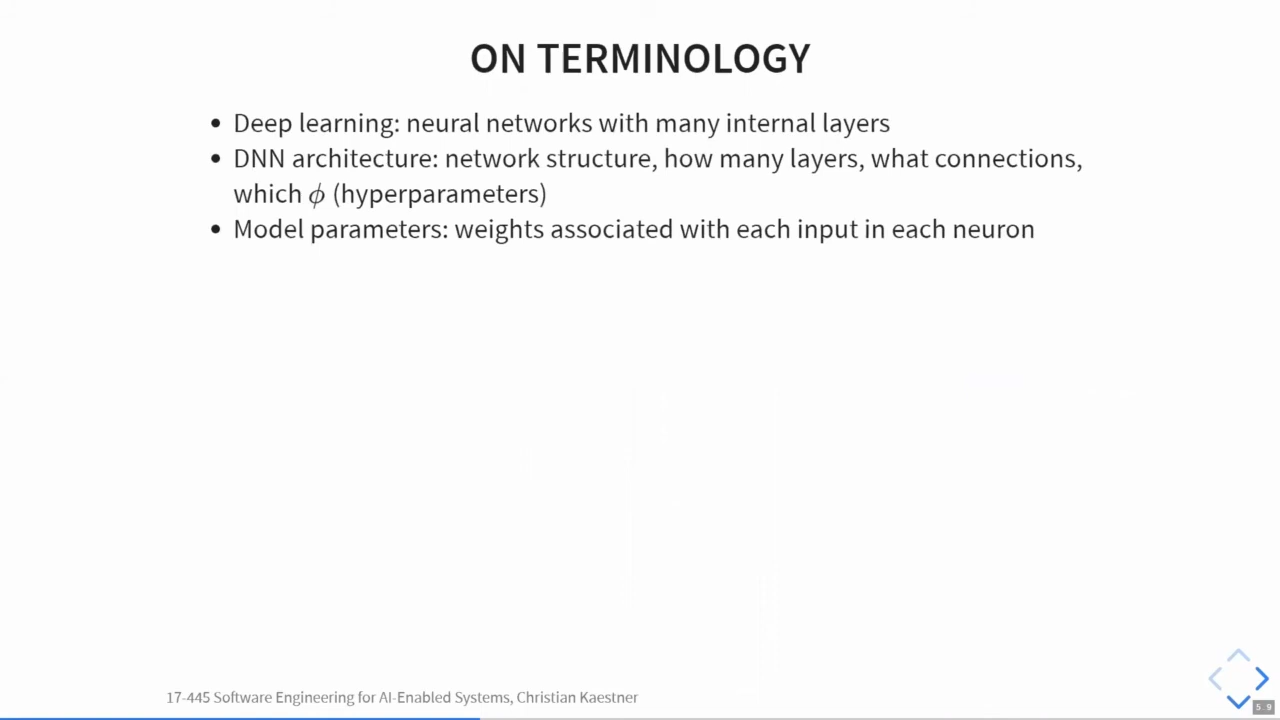 ON TERMINOLOGY
• Deep learning: neural networks with many internal layers
• DNN architecture: network structure, how many layers, what connections,
which ϕ (hyperparameters)
• Model parameters: weights associated with each input in each neuron
17-445 Software Engineering for AI-Enabled Systems, Christian Kaestner
5.9